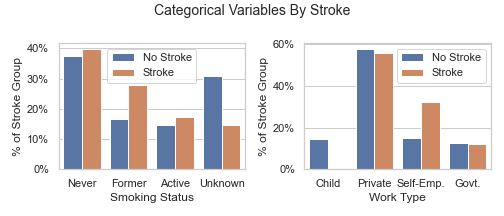 Categorical Variables By Stroke
% of Stroke Group
40%
30%
20%
10%
0%
No Stroke
Stroke
Never Former Active Unknown
Smoking Status
% of Stroke Group
60%
40%
20%
0%
No Stroke
Stroke
Child Private Self-Emp. Govt.
Work Type